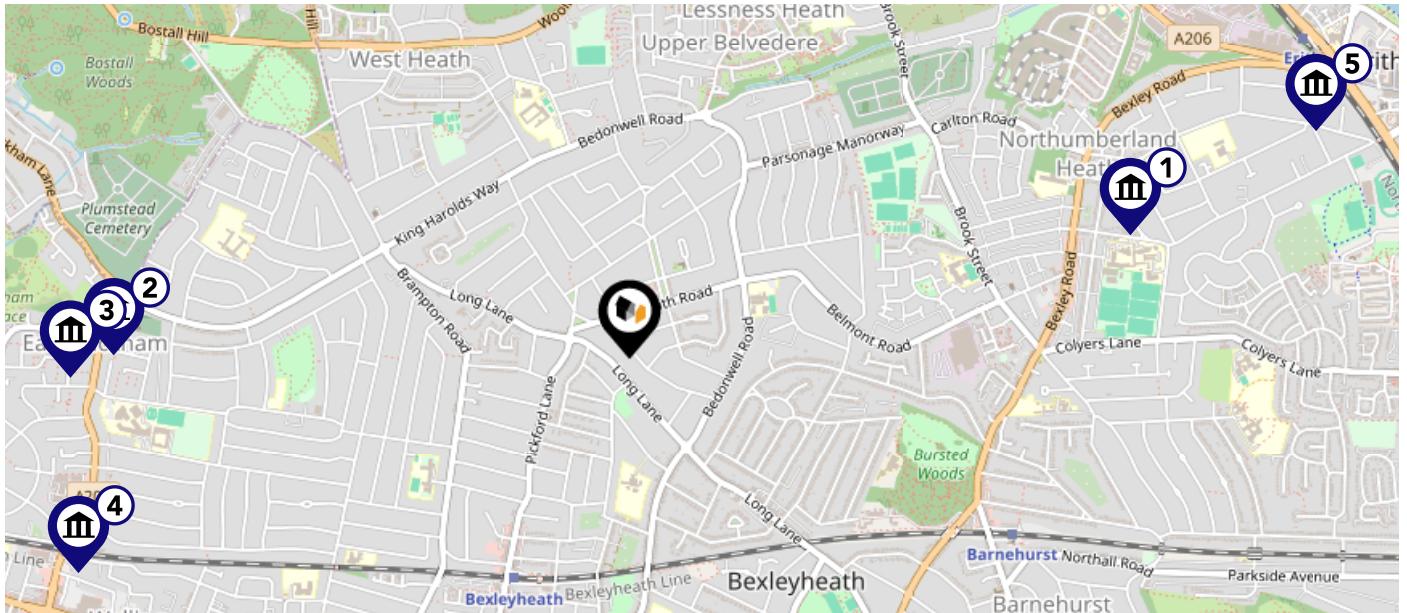 Lessness Heath
Hill
Bostall Hill
West Heath
Upper Belvedere
Brook Street
A206
5
Bostall
Woods
Bexley Road
Bedonwell Road
Carlton Road
Parsonage Manorway
Northumberland
1
King Harolds Way
Plumstead
Cemetery
Brook Street
2
3
Brampton Road
Long Lane
Bexley Road
Belmont Road
Bedonwell Road
Colyers Lane
Colyers Lane
Long Lane
Pickford Lane
Bursted
Woods
4
Long Lane
Line
Barnehurst
Northall Road
Bexleyheath
Bexleyheath Line
Bexleyheath
Parkside Avenue
Barnehurst